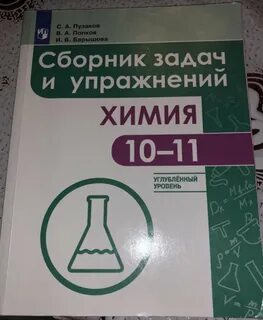 С. А. Пузаков
В. А. Попков
И. В. Барышова
Сборник задач
и упражнений
ХИМИЯ
10–11
УГЛУБЛЁННЫЙ
УРОВЕНЬ